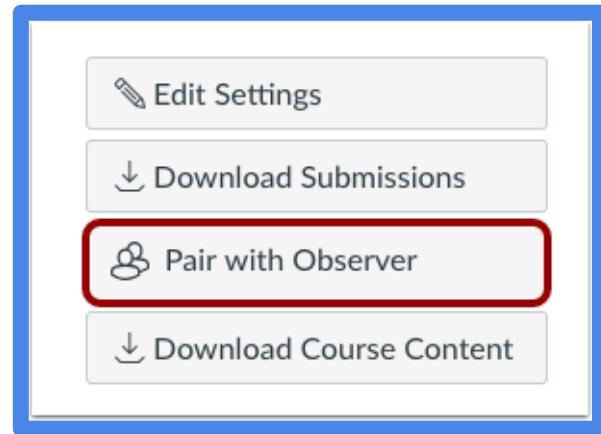 Edit Settings
Download Submissions
Pair with Observer
Download Course Content